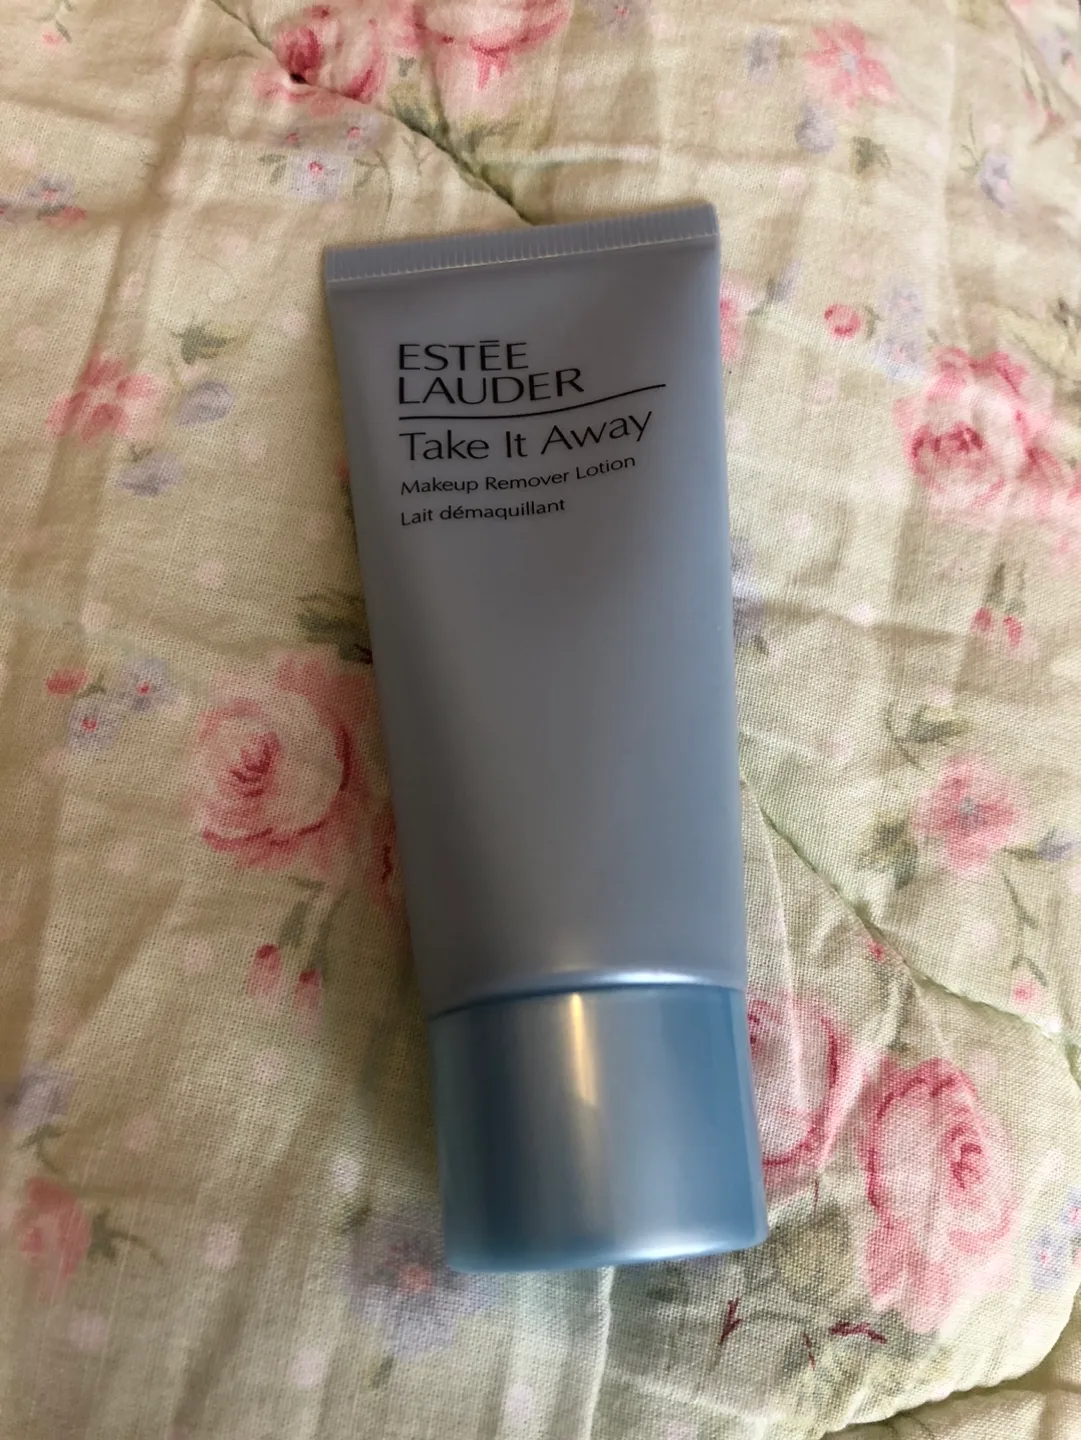 ESTĒE
LAUDER
Take It Away
Makeup Remover Lotion
Lait démaquillant